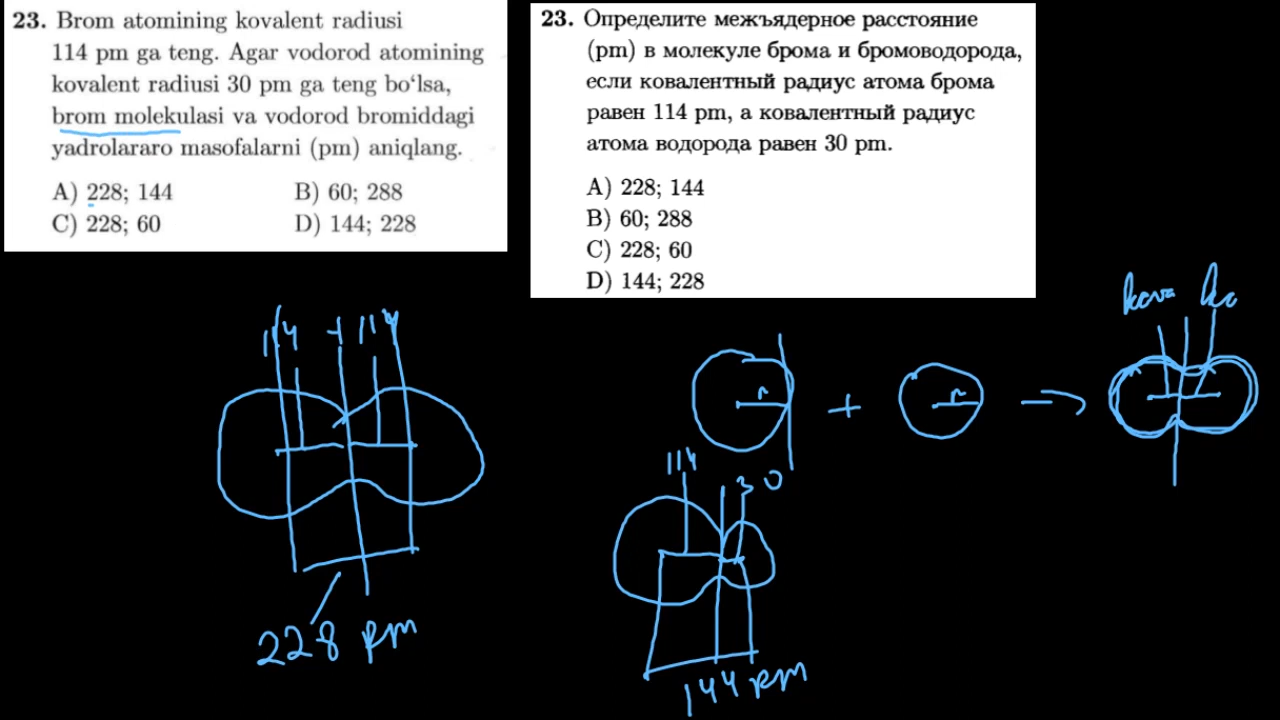 23. Brom atomining kovalent radiusi
114 pm ga teng. Agar vodorod atomining
kovalent radiusi 30 pm ga teng bo‘lsa,
brom molekulasi va vodorod bromiddagi
yadrolararo masofalarni (pm) aniqlang.
A) 228; 144 B) 60; 288
C) 228; 60 D) 144; 228
23. Определите межъядерное расстояние
(pm) в молекуле брома и бромоводорода,
если ковалентный радиус атома брома
равен 114 pm, а ковалентный радиус
атома водорода равен 30 pm.
A) 228; 144
B) 60; 288
C) 228; 60
D) 144; 228
114 + 114
228 pm
r + r →
114 30
144 pm